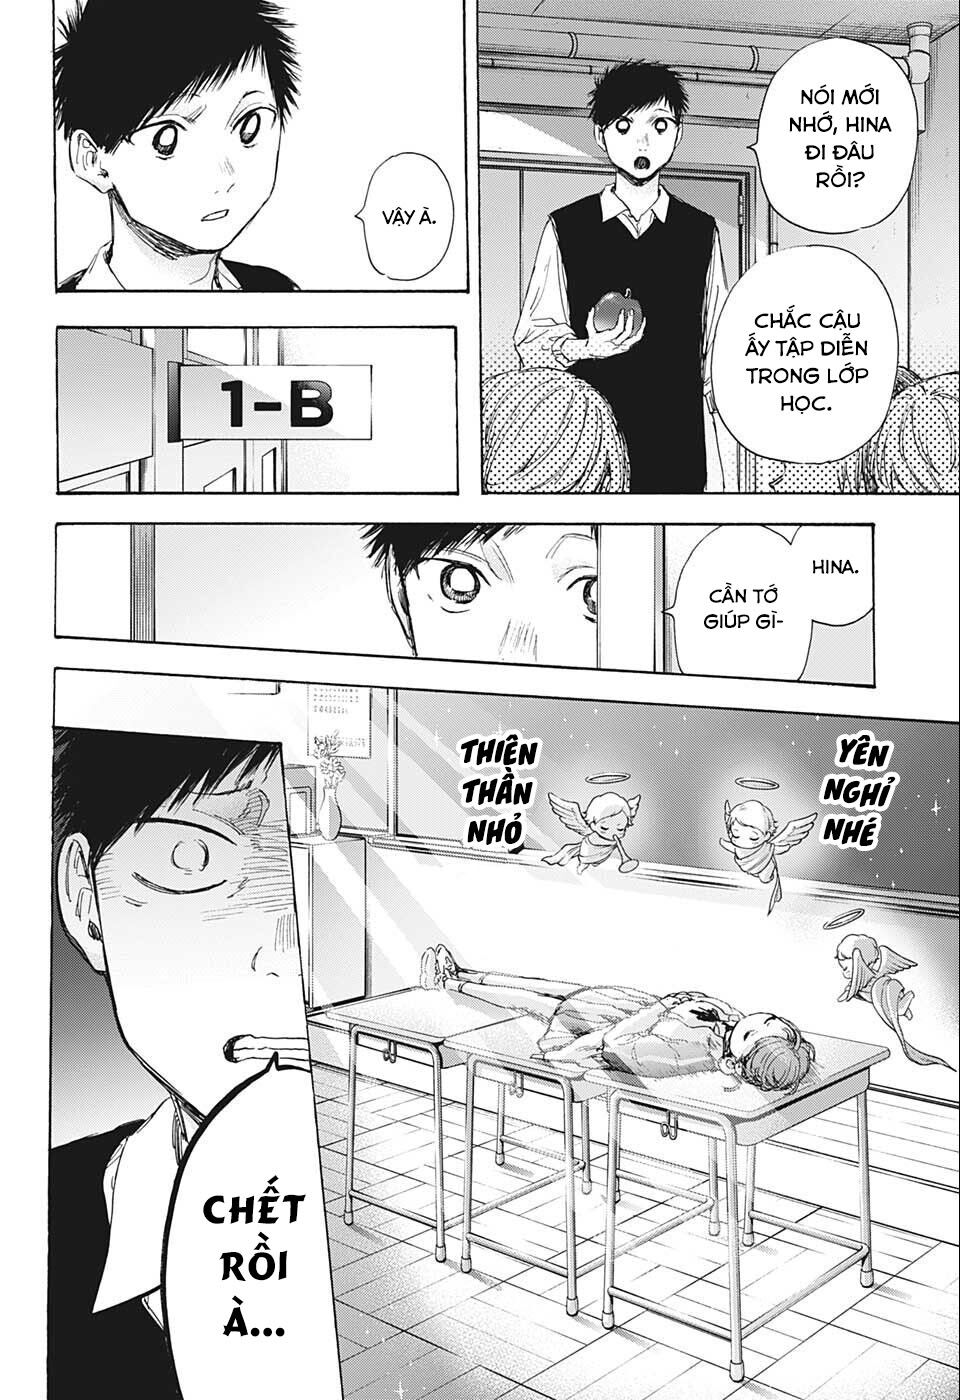 NÓI MỚI
NHỚ, HINA
ĐI ĐÂU
RỒI?
CHẮC CẬU
ẤY TẬP DIỄN
TRONG LỚP
HỌC.
VẬY À.
1-B
HINA.
CẦN TỚ
GIÚP GÌ-
YÊN
NGHỈ
NHÉ
THIÊN
THẦN
NHỎ
CHẾT
RỒI
À...